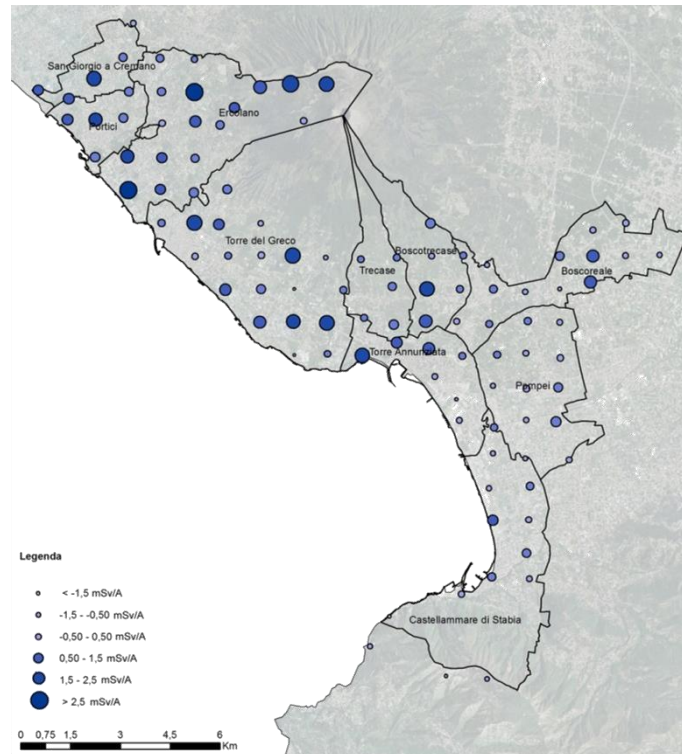 San Giorgio a Cremano
Portici
Ercolano
Torre del Greco
Trecase
Boscotrecase
Boscoreale
Torre Annunziata
Pompei
Castellammare di Stabia
Legenda
< -1,5 mSv/A
-1,5 - -0,50 mSv/A
-0,50 - 0,50 mSv/A
0,50 - 1,5 mSv/A
1,5 - 2,5 mSv/A
> 2,5 mSv/A
0 0,75 1,5 3 4,5 6
Km